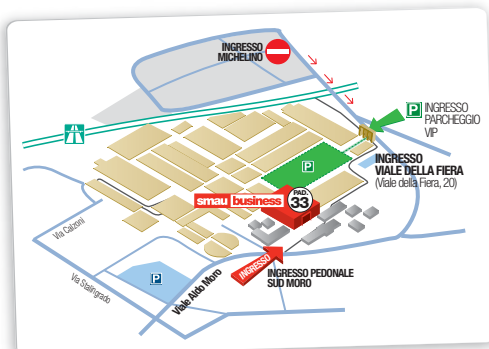 INGRESSO
MICHELINO
P INGRESSO
PARCHEGGIO
VIP
INGRESSO
VIALE DELLA FIERA
(Viale della Fiera, 20)
P
smau business
PAD.
33
Via Calzoni
Via Stalingrado
P
Viale Aldo Moro
INGRESSO
INGRESSO PEDONALE
SUD MORO